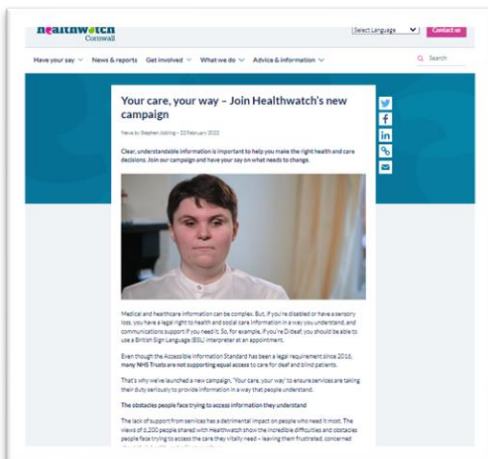 healthwatch
Cornwall
Select Language
Contact us
Have your say
News & reports
Get involved
What we do
Advice & information
Search
Your care, your way – Join Healthwatch's new
campaign
News by Stephen Jobling – 22 February 2022
Clear, understandable information is important to help you make the right health and care
decisions. Join our campaign and have your say on what needs to change.
Medical and healthcare information can be complex. But, if you're disabled or have a sensory
loss, you have a legal right to health and social care information in a way you understand, and
communications support if you need it. So, for example, if you're D/deaf, you should be able to
use a British Sign Language (BSL) interpreter at an appointment.
Even though the Accessible Information Standard has been a legal requirement since 2016,
many NHS Trusts are not supporting equal access to care for deaf and blind patients.
That's why we've launched a new campaign, 'Your care, your way' to ensure services are taking
their duty seriously to provide information in a way that people understand.
The obstacles people face trying to access information they understand
The lack of support from services has a detrimental impact on people who need it most. The
views of 6,200 people shared with Healthwatch show the incredible difficulties and obstacles
people face trying to access the care they vitally need – leaving them frustrated, concerned